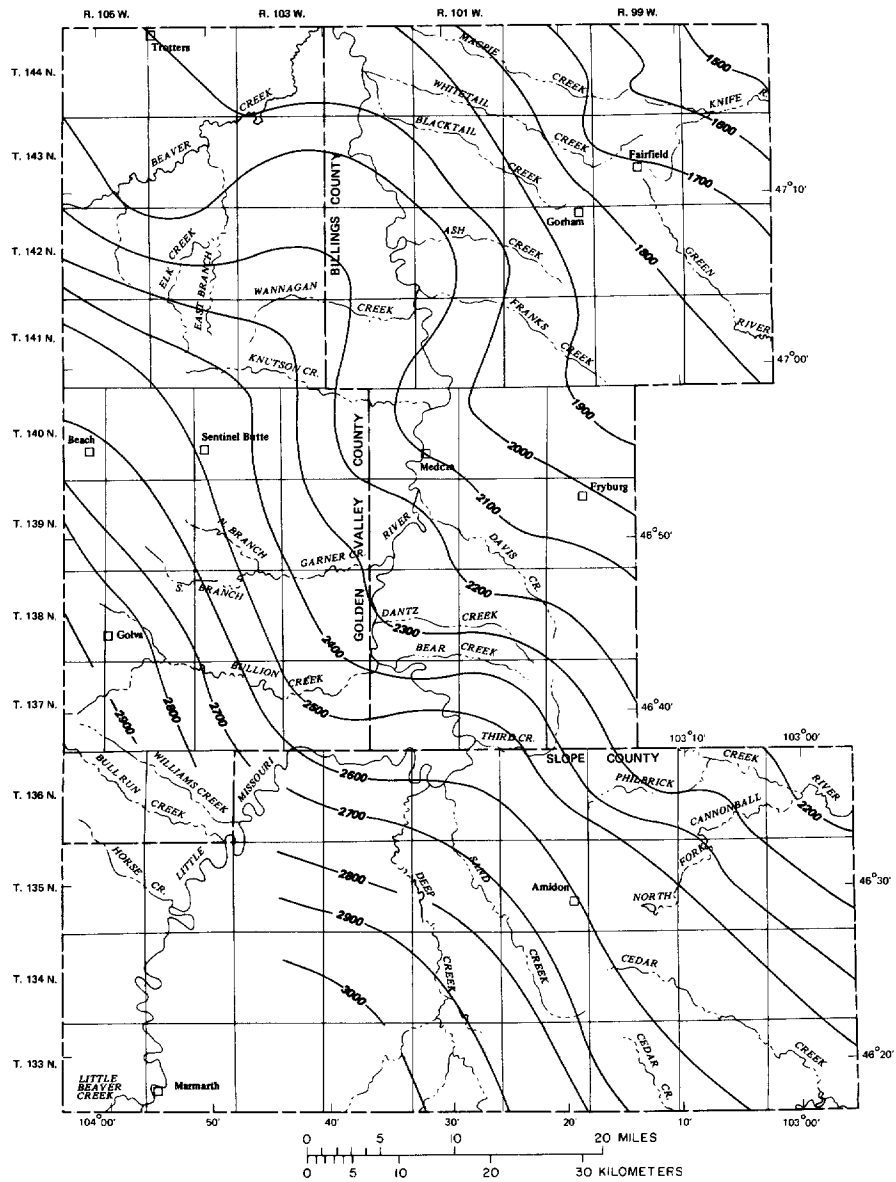 R. 105 W.
R. 103 W.
R. 101 W.
R. 99 W.
T. 144 N.
T. 143 N.
T. 142 N.
T. 141 N.
T. 140 N.
T. 139 N.
T. 138 N.
T. 137 N.
T. 136 N.
T. 135 N.
T. 134 N.
T. 133 N.
Trotters
MAGPIE
CREEK
1500
WHITETAIL
CREEK
KNIFE
R.
BEAVER
CREEK
BLACKTAIL
CREEK
1600
Fairfield
1700
47°10'
BILLINGS COUNTY
Gorham
ELK CREEK
EAST BRANCH
ASH
CREEK
1800
GREEN
RIVER
WANNAGAN
CREEK
FRANKS
CREEK
47°00'
KNUTSON CR.
1900
Beach
Sentinel Butte
Medora
2000
Fryburg
2100
46°50'
GOLDEN VALLEY COUNTY
N. BRANCH
S. BRANCH
GARNER CR.
RIVER
DAVIS
CR.
2200
DANTZ
CREEK
2300
BEAR CREEK
Golva
2400
BULLION
CREEK
2500
46°40'
2900
2800
2700
THIRD CR.
103°10'
103°00'
SLOPE COUNTY
WILLIAMS CREEK
BULL RUN
CREEK
MISSOURI
LITTLE
2600
2700
PHILBRICK
CREEK
CANNONBALL
RIVER
2200
HORSE
CR.
2800
2900
DEEP
CREEK
SAND
CREEK
Amidon
NORTH
FORK
46°30'
3000
CEDAR
CREEK
CEDAR
CR.
46°20'
LITTLE
BEAVER
CREEK
Marmarth
104°00'
50'
40'
30'
20'
10'
103°00'
0 5 10 20 MILES
0 5 10 20 30 KILOMETERS